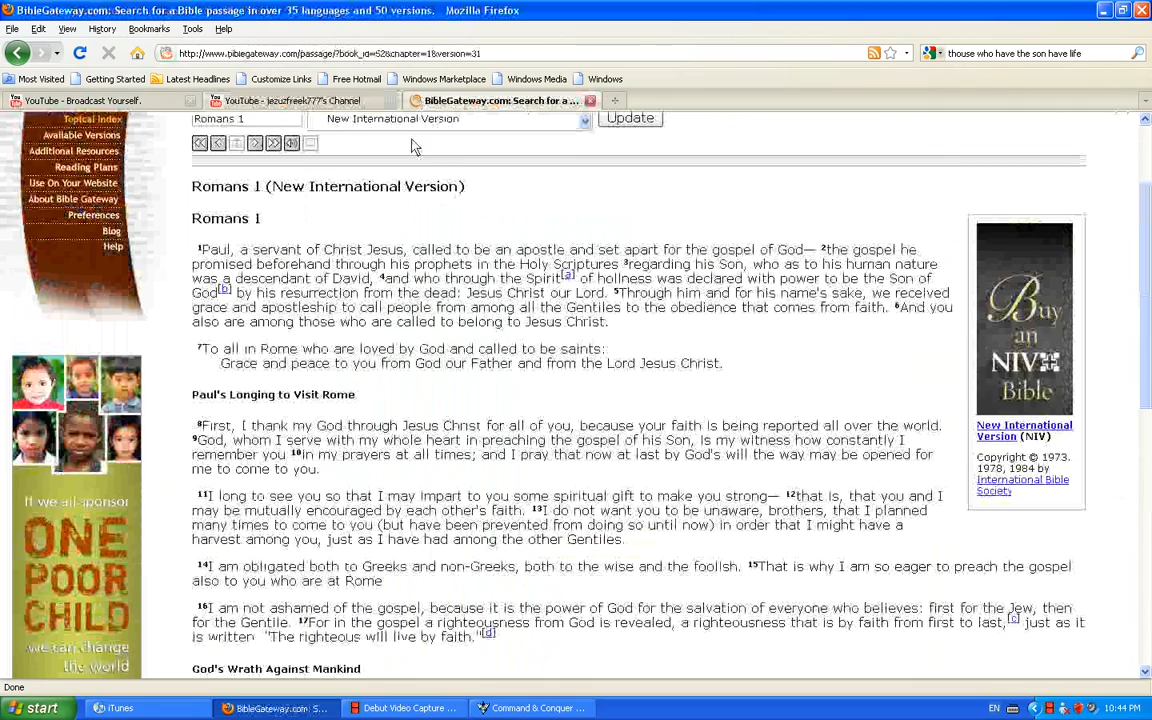 BibleGateway.com: Search for a Bible passage in over 35 languages and 50 versions. - Mozilla Firefox
File Edit View History Bookmarks Tools Help
http://www.biblegateway.com/passage/?book_id=52&chapter=1&version=31
thouse who have the son have life
Most Visited Getting Started Latest Headlines Customize Links Free Hotmail Windows Marketplace Windows Media Windows
YouTube - Broadcast Yourself. YouTube - jezuzfreek777's Channel BibleGateway.com: Search for a ...
Romans 1 New International Version Update
Topical Index
Available Versions
Additional Resources
Reading Plans
Use On Your Website
About Bible Gateway
Preferences
Blog
Help
Romans 1 (New International Version)
Romans 1
1Paul, a servant of Christ Jesus, called to be an apostle and set apart for the gospel of God— 2the gospel he
promised beforehand through his prophets in the Holy Scriptures 3regarding his Son, who as to his human nature
was a descendant of David, 4and who through the Spirit[a] of holiness was declared with power to be the Son of
God[b] by his resurrection from the dead: Jesus Christ our Lord. 5Through him and for his name's sake, we received
grace and apostleship to call people from among all the Gentiles to the obedience that comes from faith. 6And you
also are among those who are called to belong to Jesus Christ.
7To all in Rome who are loved by God and called to be saints:
Grace and peace to you from God our Father and from the Lord Jesus Christ.
Paul's Longing to Visit Rome
8First, I thank my God through Jesus Christ for all of you, because your faith is being reported all over the world.
9God, whom I serve with my whole heart in preaching the gospel of his Son, is my witness how constantly I
remember you 10in my prayers at all times; and I pray that now at last by God's will the way may be opened for
me to come to you.
11I long to see you so that I may impart to you some spiritual gift to make you strong— 12that is, that you and I
may be mutually encouraged by each other's faith. 13I do not want you to be unaware, brothers, that I planned
many times to come to you (but have been prevented from doing so until now) in order that I might have a
harvest among you, just as I have had among the other Gentiles.
14I am obligated both to Greeks and non-Greeks, both to the wise and the foolish. 15That is why I am so eager to preach the gospel
also to you who are at Rome
16I am not ashamed of the gospel, because it is the power of God for the salvation of everyone who believes: first for the Jew, then
for the Gentile. 17For in the gospel a righteousness from God is revealed, a righteousness that is by faith from first to last,[c] just as it
is written "The righteous will live by faith."[d]
God's Wrath Against Mankind
Buy
an
NIV
Bible
New International
Version (NIV)
Copyright © 1973.
1978, 1984 by
International Bible
Society
If we all sponsor
ONE
POOR
CHILD
we can change
the world
Done
start iTunes BibleGateway.com: S... Debut Video Capture ... Command & Conquer ... EN 10:44 PM